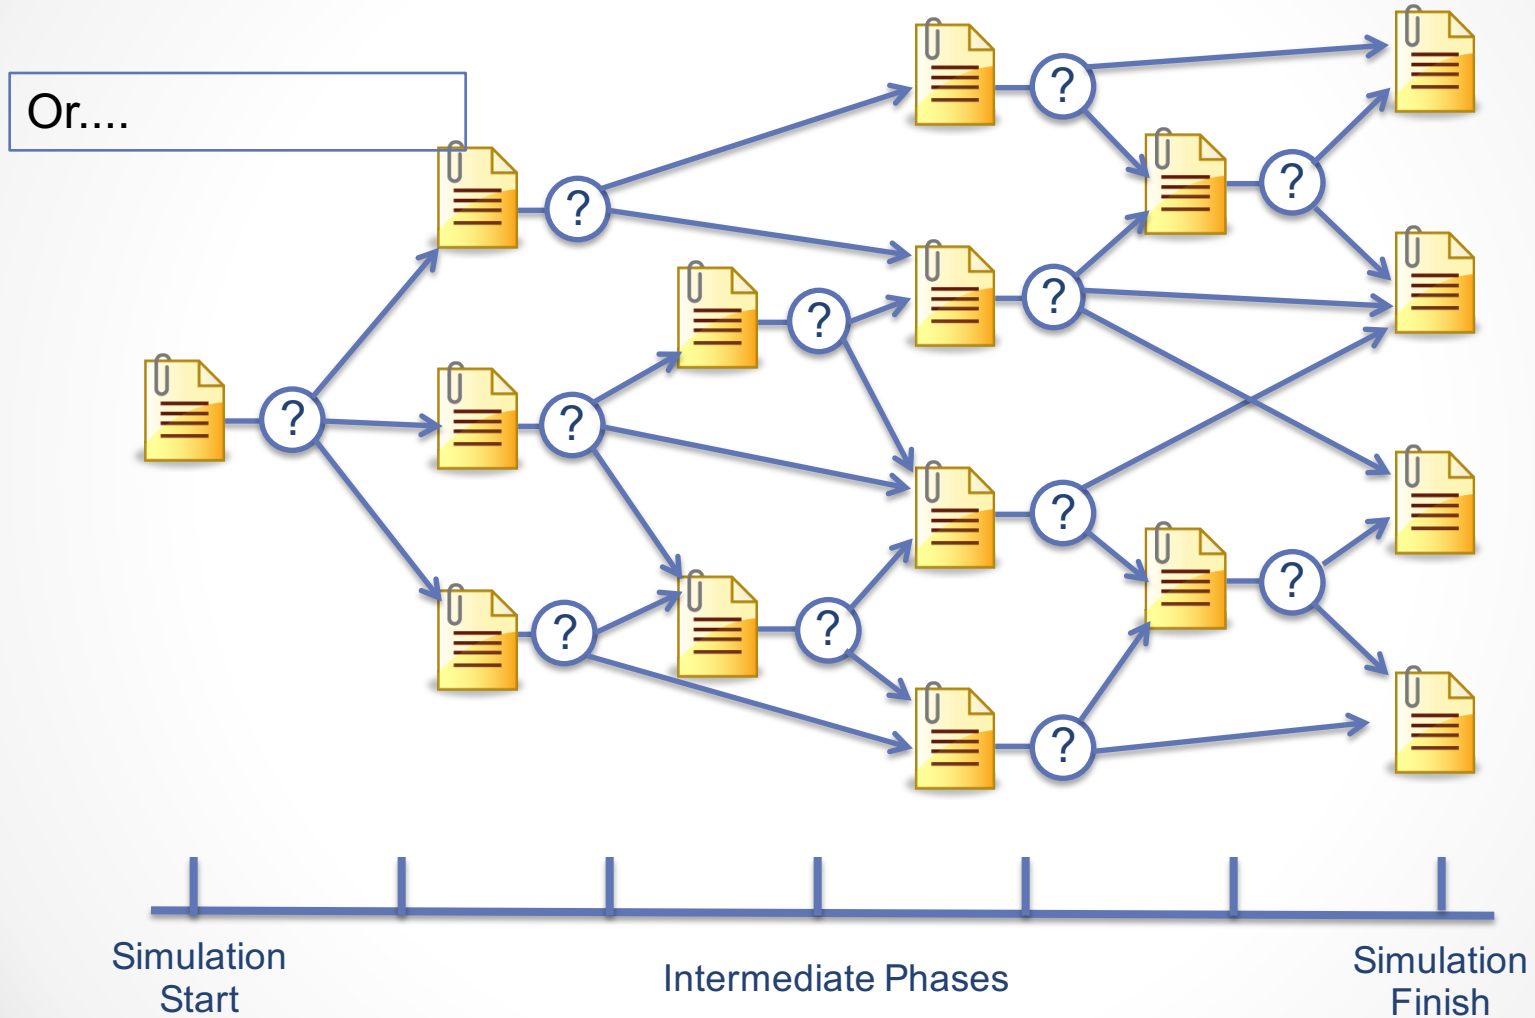 Or....
?
?
?
?
?
?
?
?
?
?
?
?
Simulation
Start
Intermediate Phases
Simulation
Finish